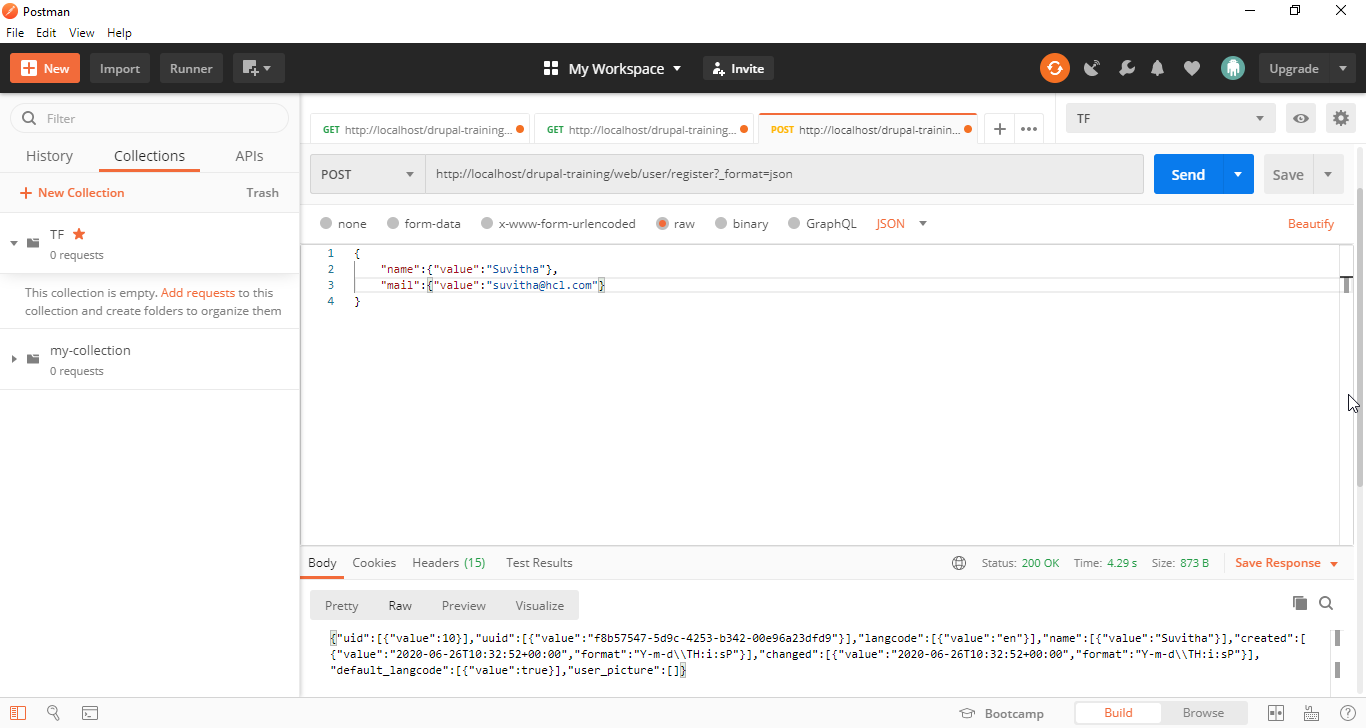 Postman
File Edit View Help
New Import Runner My Workspace Invite Upgrade
Filter
History Collections APIs
New Collection Trash
TF
0 requests
This collection is empty. Add requests to this
collection and create folders to organize them
my-collection
0 requests
GET http://localhost/drupal-training... GET http://localhost/drupal-training... POST http://localhost/drupal-trainin... TF
POST http://localhost/drupal-training/web/user/register?_format=json Send Save
none form-data x-www-form-urlencoded raw binary GraphQL JSON Beautify
1 {
2 "name":{"value":"Suvitha"},
3 "mail":{"value":"suvitha@hcl.com"}
4 }
Body Cookies Headers (15) Test Results Status: 200 OK Time: 4.29 s Size: 873 B Save Response
Pretty Raw Preview Visualize
{"uid":[{"value":10}],"uuid":[{"value":"f8b57547-5d9c-4253-b342-00e96a23dfd9"}],"langcode":[{"value":"en"}],"name":[{"value":"Suvitha"}],"created":[
{"value":"2020-06-26T10:32:52+00:00","format":"Y-m-d\\TH:i:sP"}],"changed":[{"value":"2020-06-26T10:32:52+00:00","format":"Y-m-d\\TH:i:sP"}],
"default_langcode":[{"value":true}],"user_picture":[]}
Bootcamp Build Browse